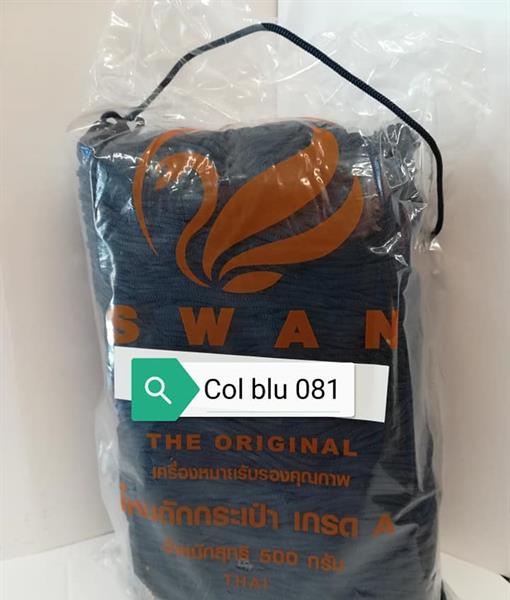 SWAN
Col blu 081
THE ORIGINAL
เครื่องหมายรับรองคุณภาพ
ไหมถักกระเป๋า เกรด A
น้ำหนักสุทธิ 500 กรัม
THAI